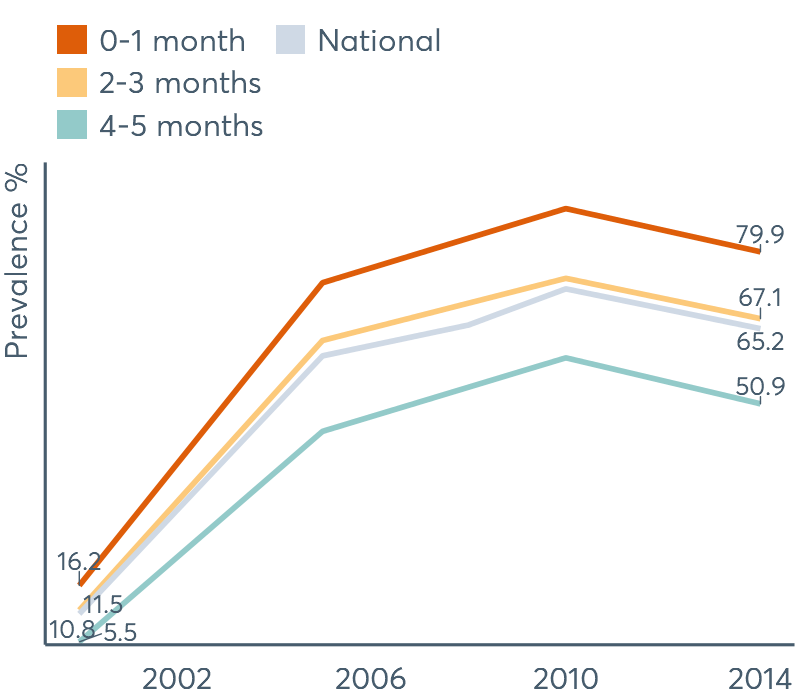 0-1 month National
2-3 months
4-5 months
Prevalence %
79.9
67.1
65.2
50.9
16.2
11.5
10.8 5.5
2002 2006 2010 2014